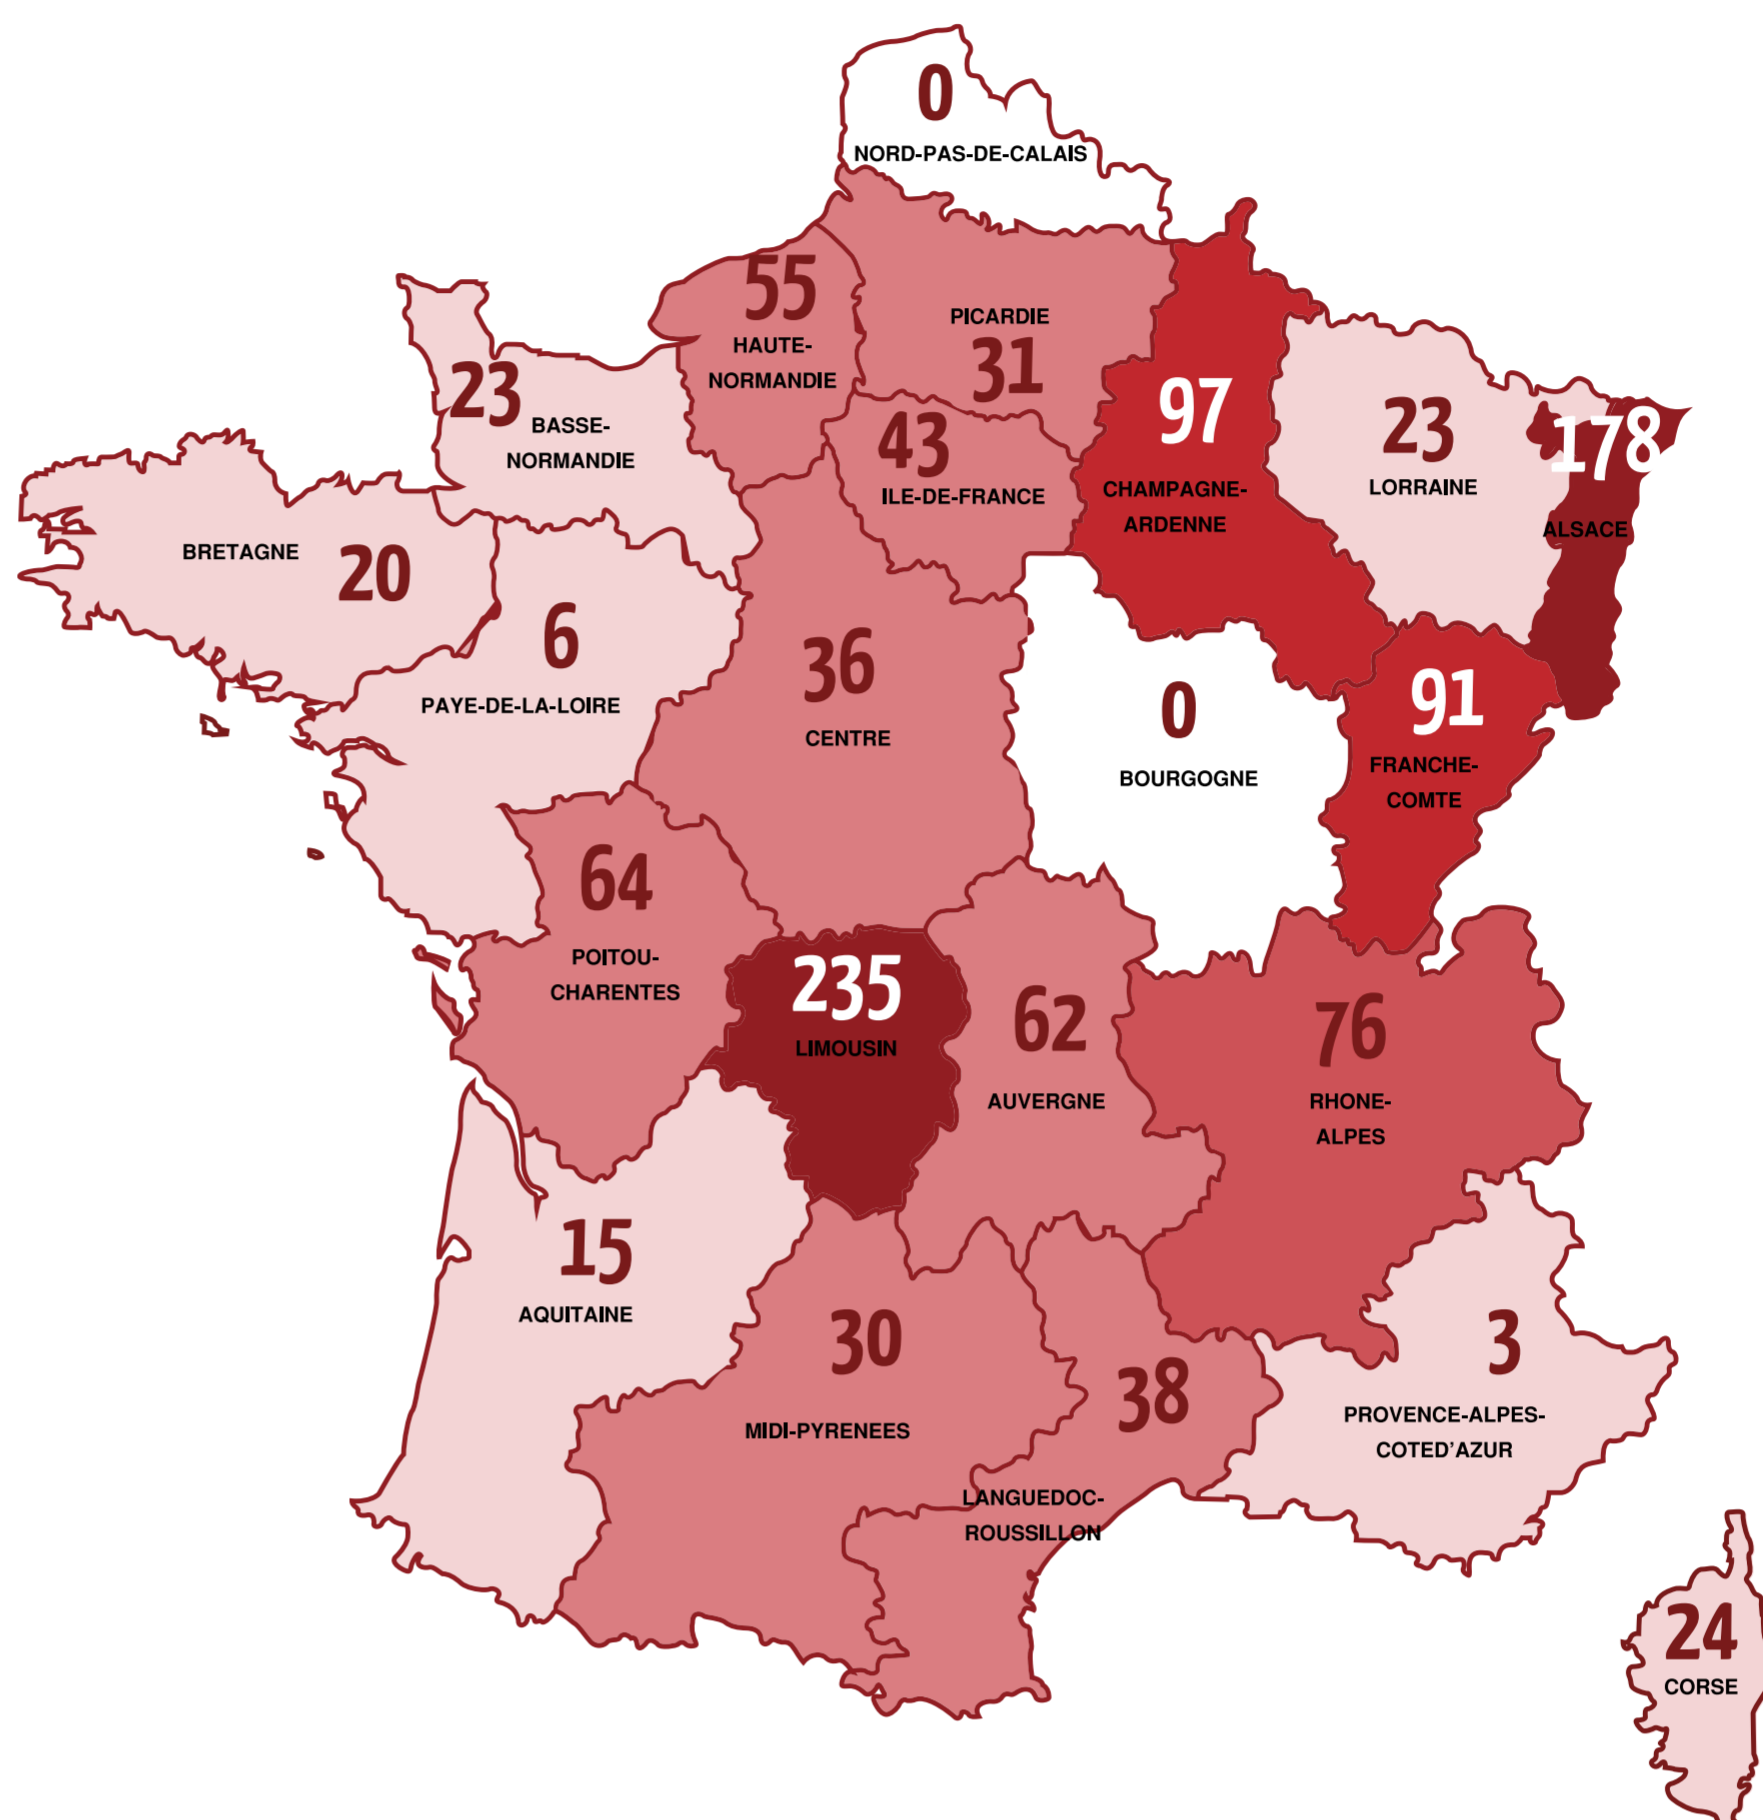 0
NORD-PAS-DE-CALAIS
55
HAUTE-
NORMANDIE
PICARDIE
31
23
BASSE-
NORMANDIE
43
ILE-DE-FRANCE
97
CHAMPAGNE-
ARDENNE
23
LORRAINE
178
ALSACE
BRETAGNE
20
6
PAYE-DE-LA-LOIRE
36
CENTRE
0
BOURGOGNE
91
FRANCHE-
COMTE
64
POITOU-
CHARENTES
235
LIMOUSIN
62
AUVERGNE
76
RHONE-
ALPES
15
AQUITAINE
30
MIDI-PYRENEES
38
LANGUEDOC-
ROUSSILLON
3
PROVENCE-ALPES-
COTED'AZUR
24
CORSE